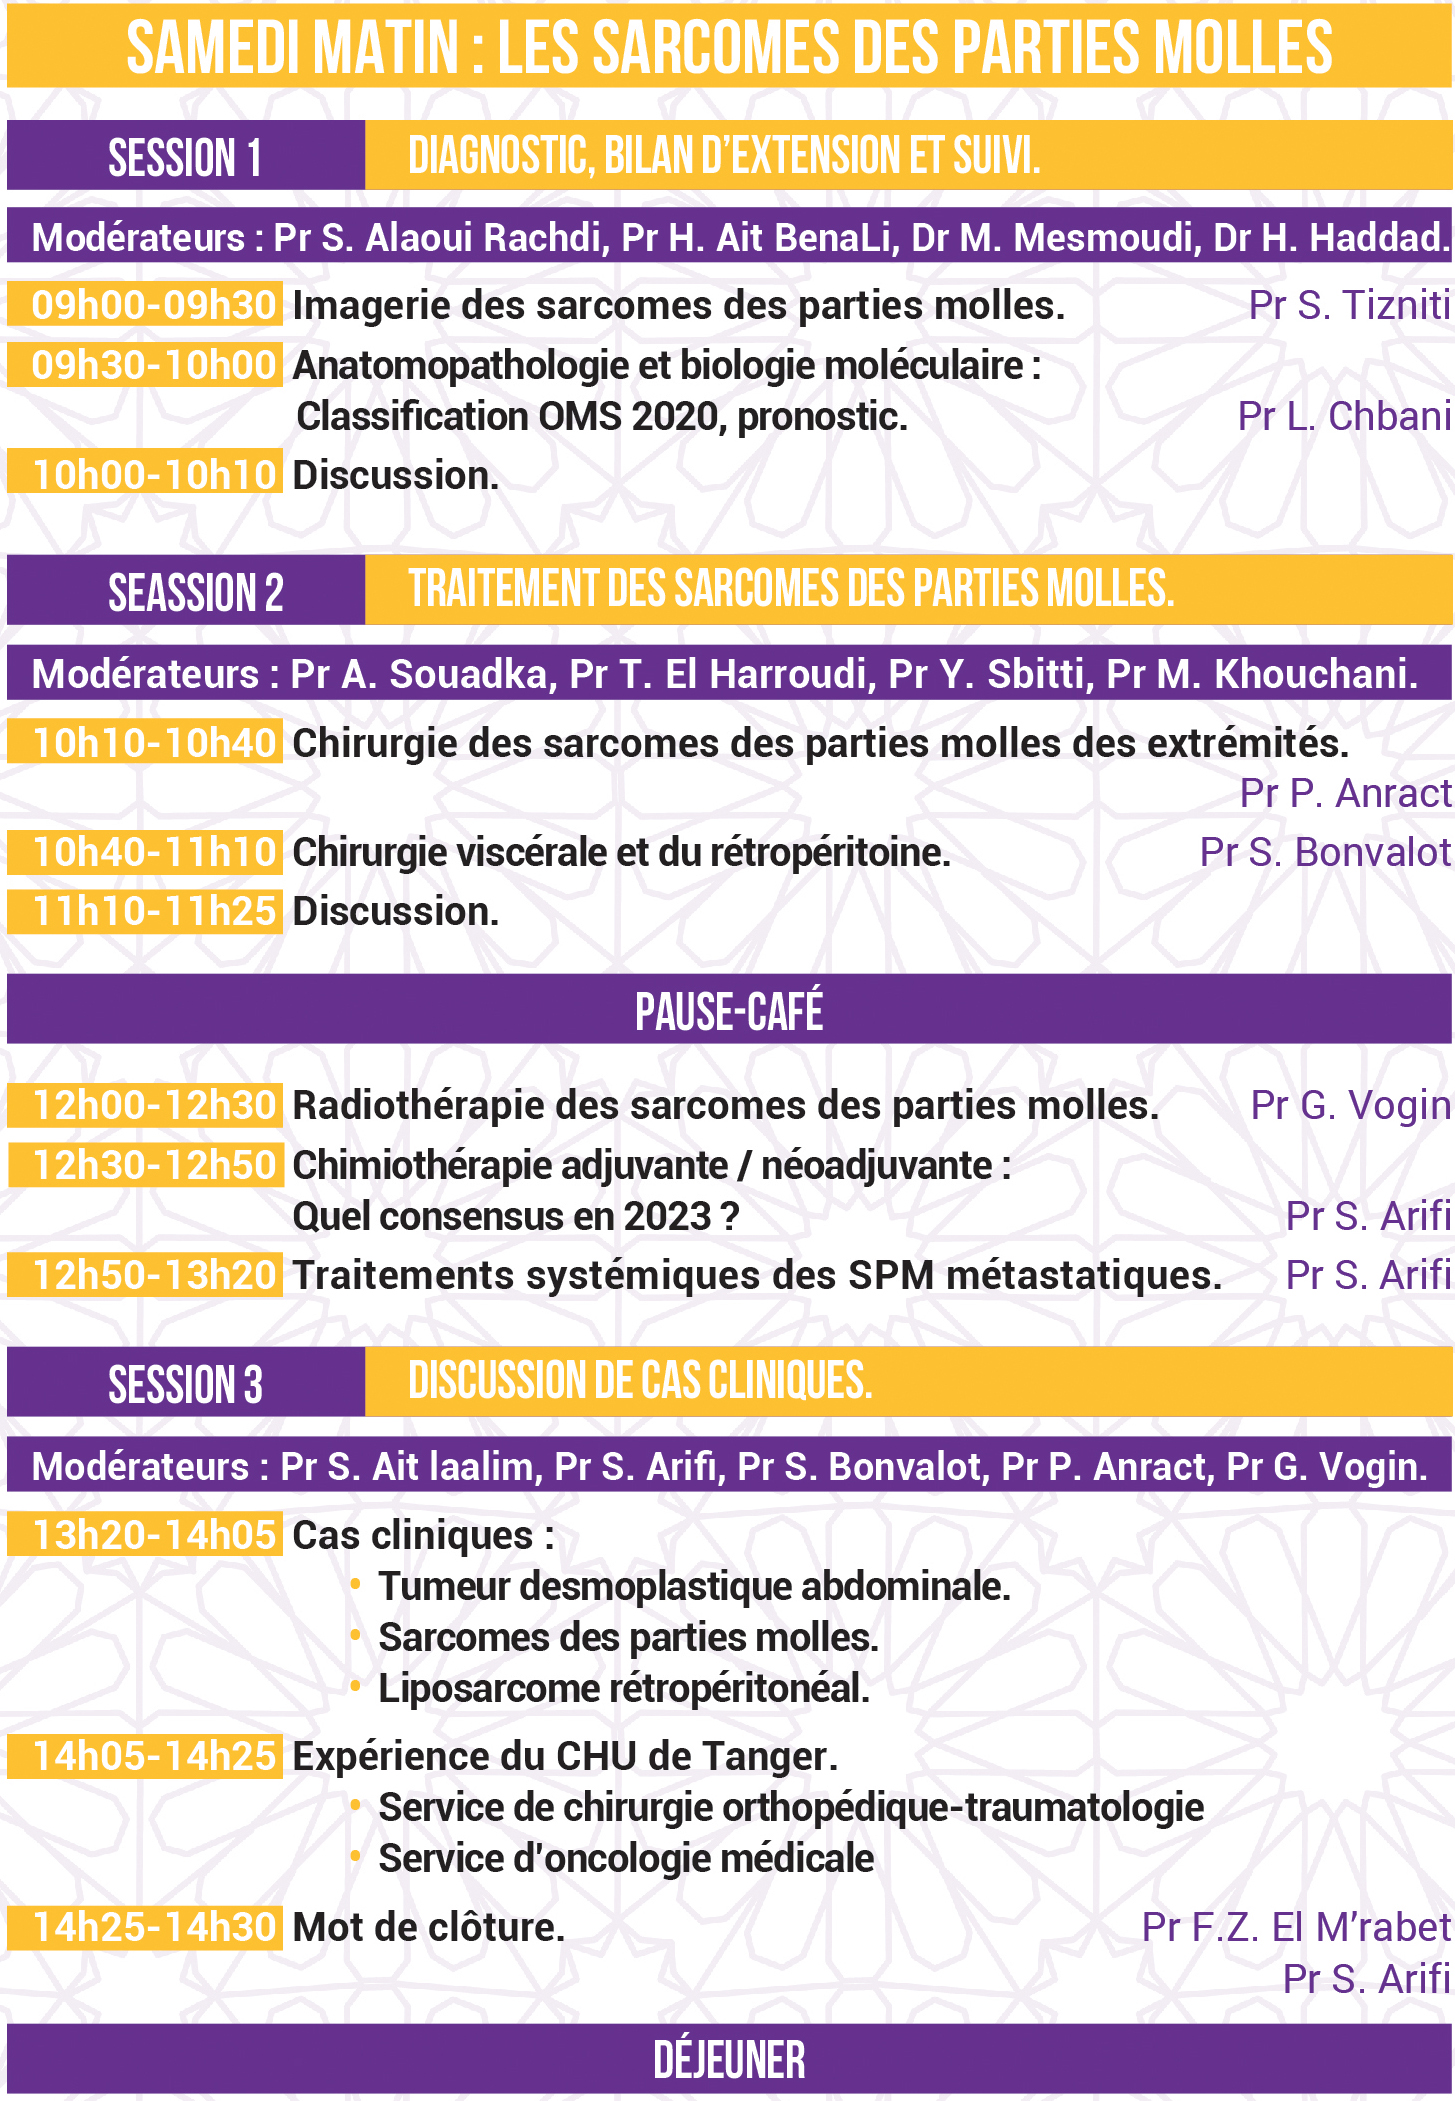 SAMEDI MATIN : LES SARCOMES DES PARTIES MOLLES
SESSION 1 DIAGNOSTIC, BILAN D’EXTENSION ET SUIVI.
Modérateurs : Pr S. Alaoui Rachdi, Pr H. Ait BenaLi, Dr M. Mesmoudi, Dr H. Haddad.
09h00-09h30 Imagerie des sarcomes des parties molles. Pr S. Tizniti
09h30-10h00 Anatomopathologie et biologie moléculaire :
Classification OMS 2020, pronostic. Pr L. Chbani
10h00-10h10 Discussion.
SEASSION 2 TRAITEMENT DES SARCOMES DES PARTIES MOLLES.
Modérateurs : Pr A. Souadka, Pr T. El Harroudi, Pr Y. Sbitti, Pr M. Khouchani.
10h10-10h40 Chirurgie des sarcomes des parties molles des extrémités.
Pr P. Anract
10h40-11h10 Chirurgie viscérale et du rétropéritoine. Pr S. Bonvalot
11h10-11h25 Discussion.
PAUSE-CAFÉ
12h00-12h30 Radiothérapie des sarcomes des parties molles. Pr G. Vogin
12h30-12h50 Chimiothérapie adjuvante / néoadjuvante :
Quel consensus en 2023 ? Pr S. Arifi
12h50-13h20 Traitements systémiques des SPM métastatiques. Pr S. Arifi
SESSION 3 DISCUSSION DE CAS CLINIQUES.
Modérateurs : Pr S. Ait laalim, Pr S. Arifi, Pr S. Bonvalot, Pr P. Anract, Pr G. Vogin.
13h20-14h05 Cas cliniques :
• Tumeur desmoplastique abdominale.
• Sarcomes des parties molles.
• Liposarcome rétropéritonéal.
14h05-14h25 Expérience du CHU de Tanger.
• Service de chirurgie orthopédique-traumatologie
• Service d'oncologie médicale
14h25-14h30 Mot de clôture. Pr F.Z. El M’rabet
Pr S. Arifi
DÉJEUNER